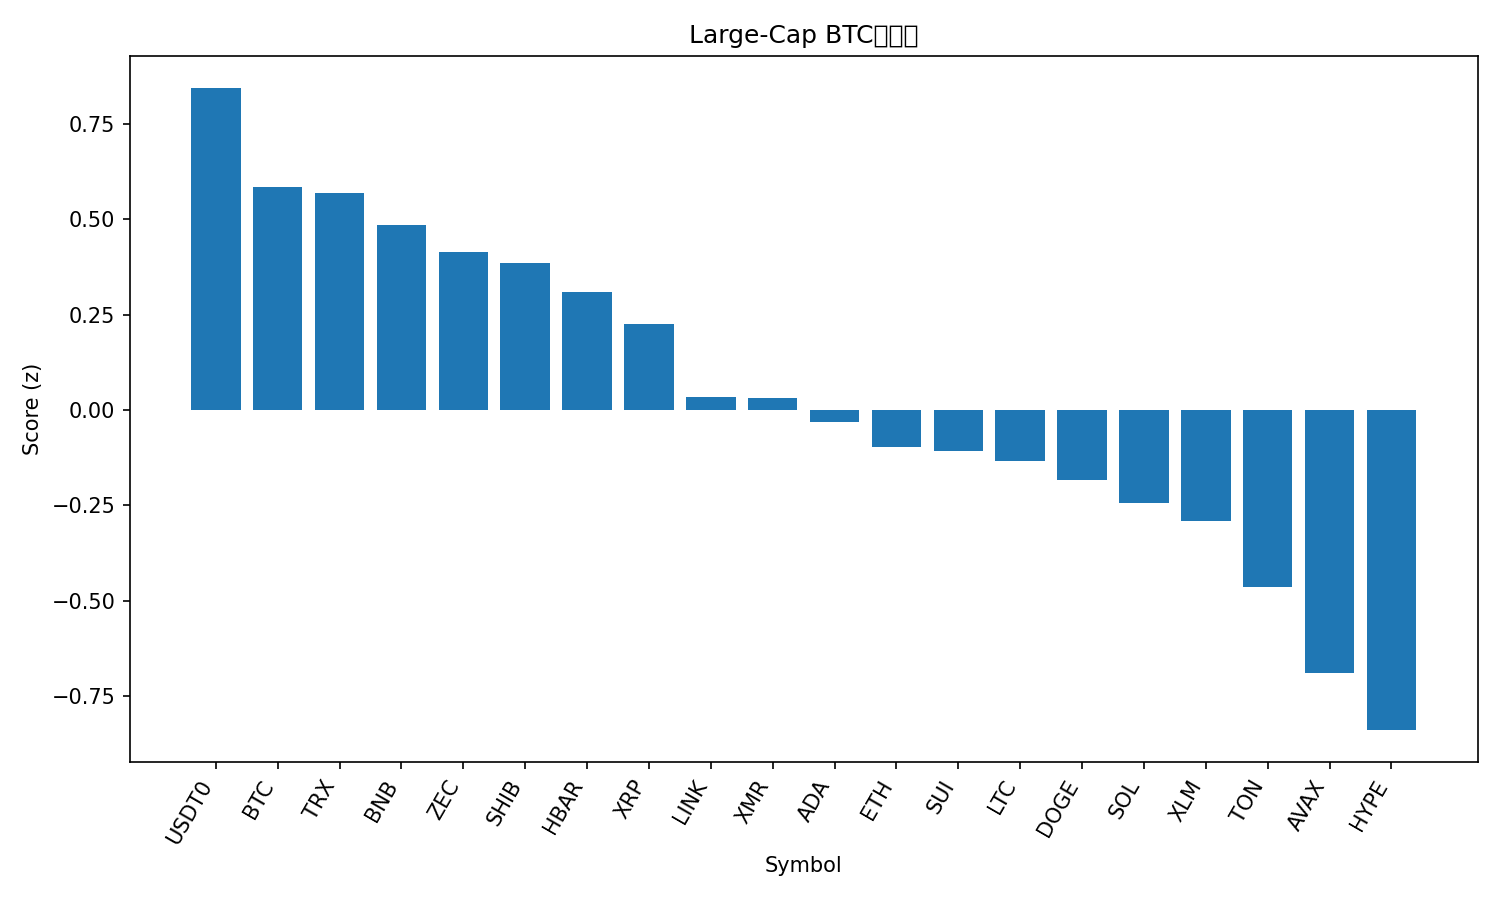 Large-Cap BTC
Score (z)
0.75
0.50
0.25
0.00
−0.25
−0.50
−0.75
USDT0
BTC
TRX
BNB
ZEC
SHIB
HBAR
XRP
LINK
XMR
ADA
ETH
SUI
LTC
DOGE
SOL
XLM
TON
AVAX
HYPE
Symbol